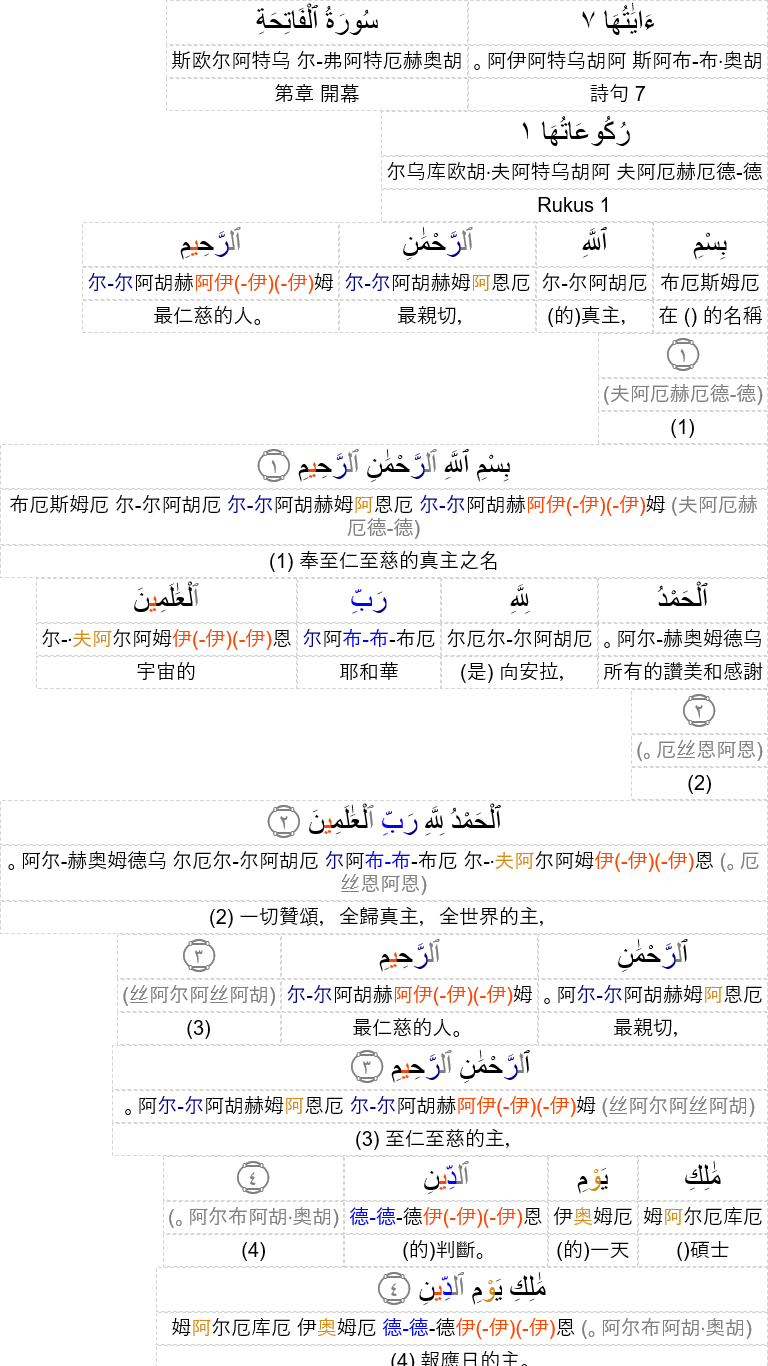 سُورَةُ ٱلْفَاتِحَةِ ءَايَٰتُهَا ٧
斯欧尔阿特乌 尔-弗阿特厄赫奥胡 。阿伊阿特乌胡阿 斯阿布-布·奥胡
第章 開幕 詩句 7
رُكُوعَاتُهَا ١
尔乌库欧胡·夫阿特乌胡阿 夫阿厄赫厄德-德
Rukus 1
بِسْمِ ٱللَّهِ ٱلرَّحْمَٰنِ ٱلرَّحِيمِ
尔-尔阿胡赫阿伊(-伊)(-伊)姆 尔-尔阿胡赫姆阿恩厄 尔-尔阿胡厄 布厄斯姆厄
最仁慈的人。 最親切, (的)真主, 在 () 的名稱
١
(夫阿厄赫厄德-德)
(1)
بِسْمِ ٱللَّهِ ٱلرَّحْمَٰنِ ٱلرَّحِيمِ ١
布厄斯姆厄 尔-尔阿胡厄 尔-尔阿胡赫姆阿恩厄 尔-尔阿胡赫阿伊(-伊)(-伊)姆 (夫阿厄赫
厄德-德)
(1) 奉至仁至慈的真主之名
ٱلْحَمْدُ لِلَّهِ رَبِّ ٱلْعَٰلَمِينَ
尔-·夫阿尔阿姆伊(-伊)(-伊)恩 尔阿布-布-布厄 尔厄尔-尔阿胡厄 。阿尔-赫奥姆德乌
宇宙的 耶和華 (是) 向安拉, 所有的讚美和感謝
٢
(。厄丝恩阿恩)
(2)
ٱلْحَمْدُ لِلَّهِ رَبِّ ٱلْعَٰلَمِينَ ٢
。阿尔-赫奥姆德乌 尔厄尔-尔阿胡厄 尔阿布-布-布厄 尔-·夫阿尔阿姆伊(-伊)(-伊)恩 (。厄
丝恩阿恩)
(2) 一切贊頌, 全歸真主, 全世界的主,
ٱلرَّحْمَٰنِ ٱلرَّحِيمِ ٣
(丝阿尔阿丝阿胡) 尔-尔阿胡赫阿伊(-伊)(-伊)姆 。阿尔-尔阿胡赫姆阿恩厄
(3) 最仁慈的人。 最親切,
ٱلرَّحْمَٰنِ ٱلرَّحِيمِ ٣
。阿尔-尔阿胡赫姆阿恩厄 尔-尔阿胡赫阿伊(-伊)(-伊)姆 (丝阿尔阿丝阿胡)
(3) 至仁至慈的主,
مَٰلِكِ يَوْمِ ٱلدِّينِ ٤
(。阿尔布阿胡·奥胡) 德-德-德伊(-伊)(-伊)恩 伊奥姆厄 姆阿尔厄库厄
(4) (的)判斷。 (的)一天 ()碩士
مَٰلِكِ يَوْمِ ٱلدِّينِ ٤
姆阿尔厄库厄 伊奥姆厄 德-德-德伊(-伊)(-伊)恩 (。阿尔布阿胡·奥胡)
(4) 報應日的主。